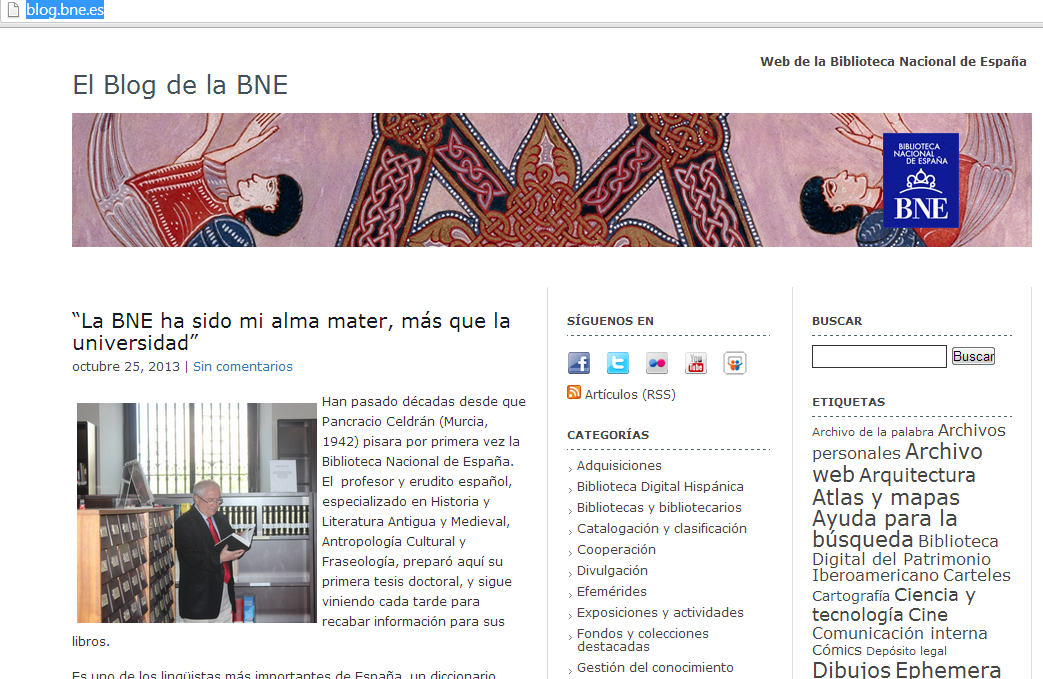 blog.bne.es
Web de la Biblioteca Nacional de España
El Blog de la BNE
BIBLIOTECA
NACIONAL
DE ESPAÑA
BNE
“La BNE ha sido mi alma mater, más que la
universidad”
octubre 25, 2013 | Sin comentarios
Han pasado décadas desde que
Pancracio Celdrán (Murcia,
1942) pisara por primera vez la
Biblioteca Nacional de España.
El profesor y erudito español,
especializado en Historia y
Literatura Antigua y Medieval,
Antropología Cultural y
Fraseología, preparó aquí su
primera tesis doctoral, y sigue
viniendo cada tarde para
recabar información para sus
libros.
Es uno de los lingüistas más importantes de España, un diccionario
SÍGUENOS EN
You
Tube
Artículos (RSS)
CATEGORÍAS
Adquisiciones
Biblioteca Digital Hispánica
Bibliotecas y bibliotecarios
Catalogación y clasificación
Cooperación
Divulgación
Efemérides
Exposiciones y actividades
Fondos y colecciones
destacadas
Gestión del conocimiento
BUSCAR
Buscar
ETIQUETAS
Archivo de la palabra Archivos
personales Archivo
web Arquitectura
Atlas y mapas
Ayuda para la
búsqueda Biblioteca
Digital del Patrimonio
Iberoamericano Carteles
Cartografía Ciencia y
tecnología Cine
Comunicación interna
Cómics Depósito legal
Dibujos Ephemera